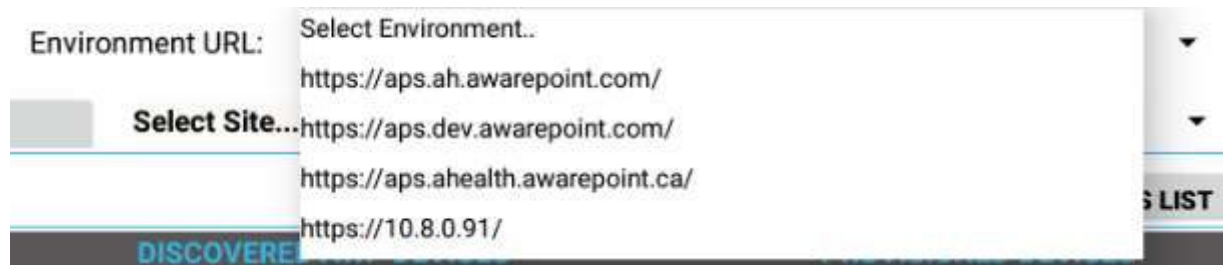 Environment URL:
Select Environment..
https://aps.ah.awarepoint.com/
Select Site...
https://aps.dev.awarepoint.com/
https://aps.ahealth.awarepoint.ca/
LIST
https://10.8.0.91/